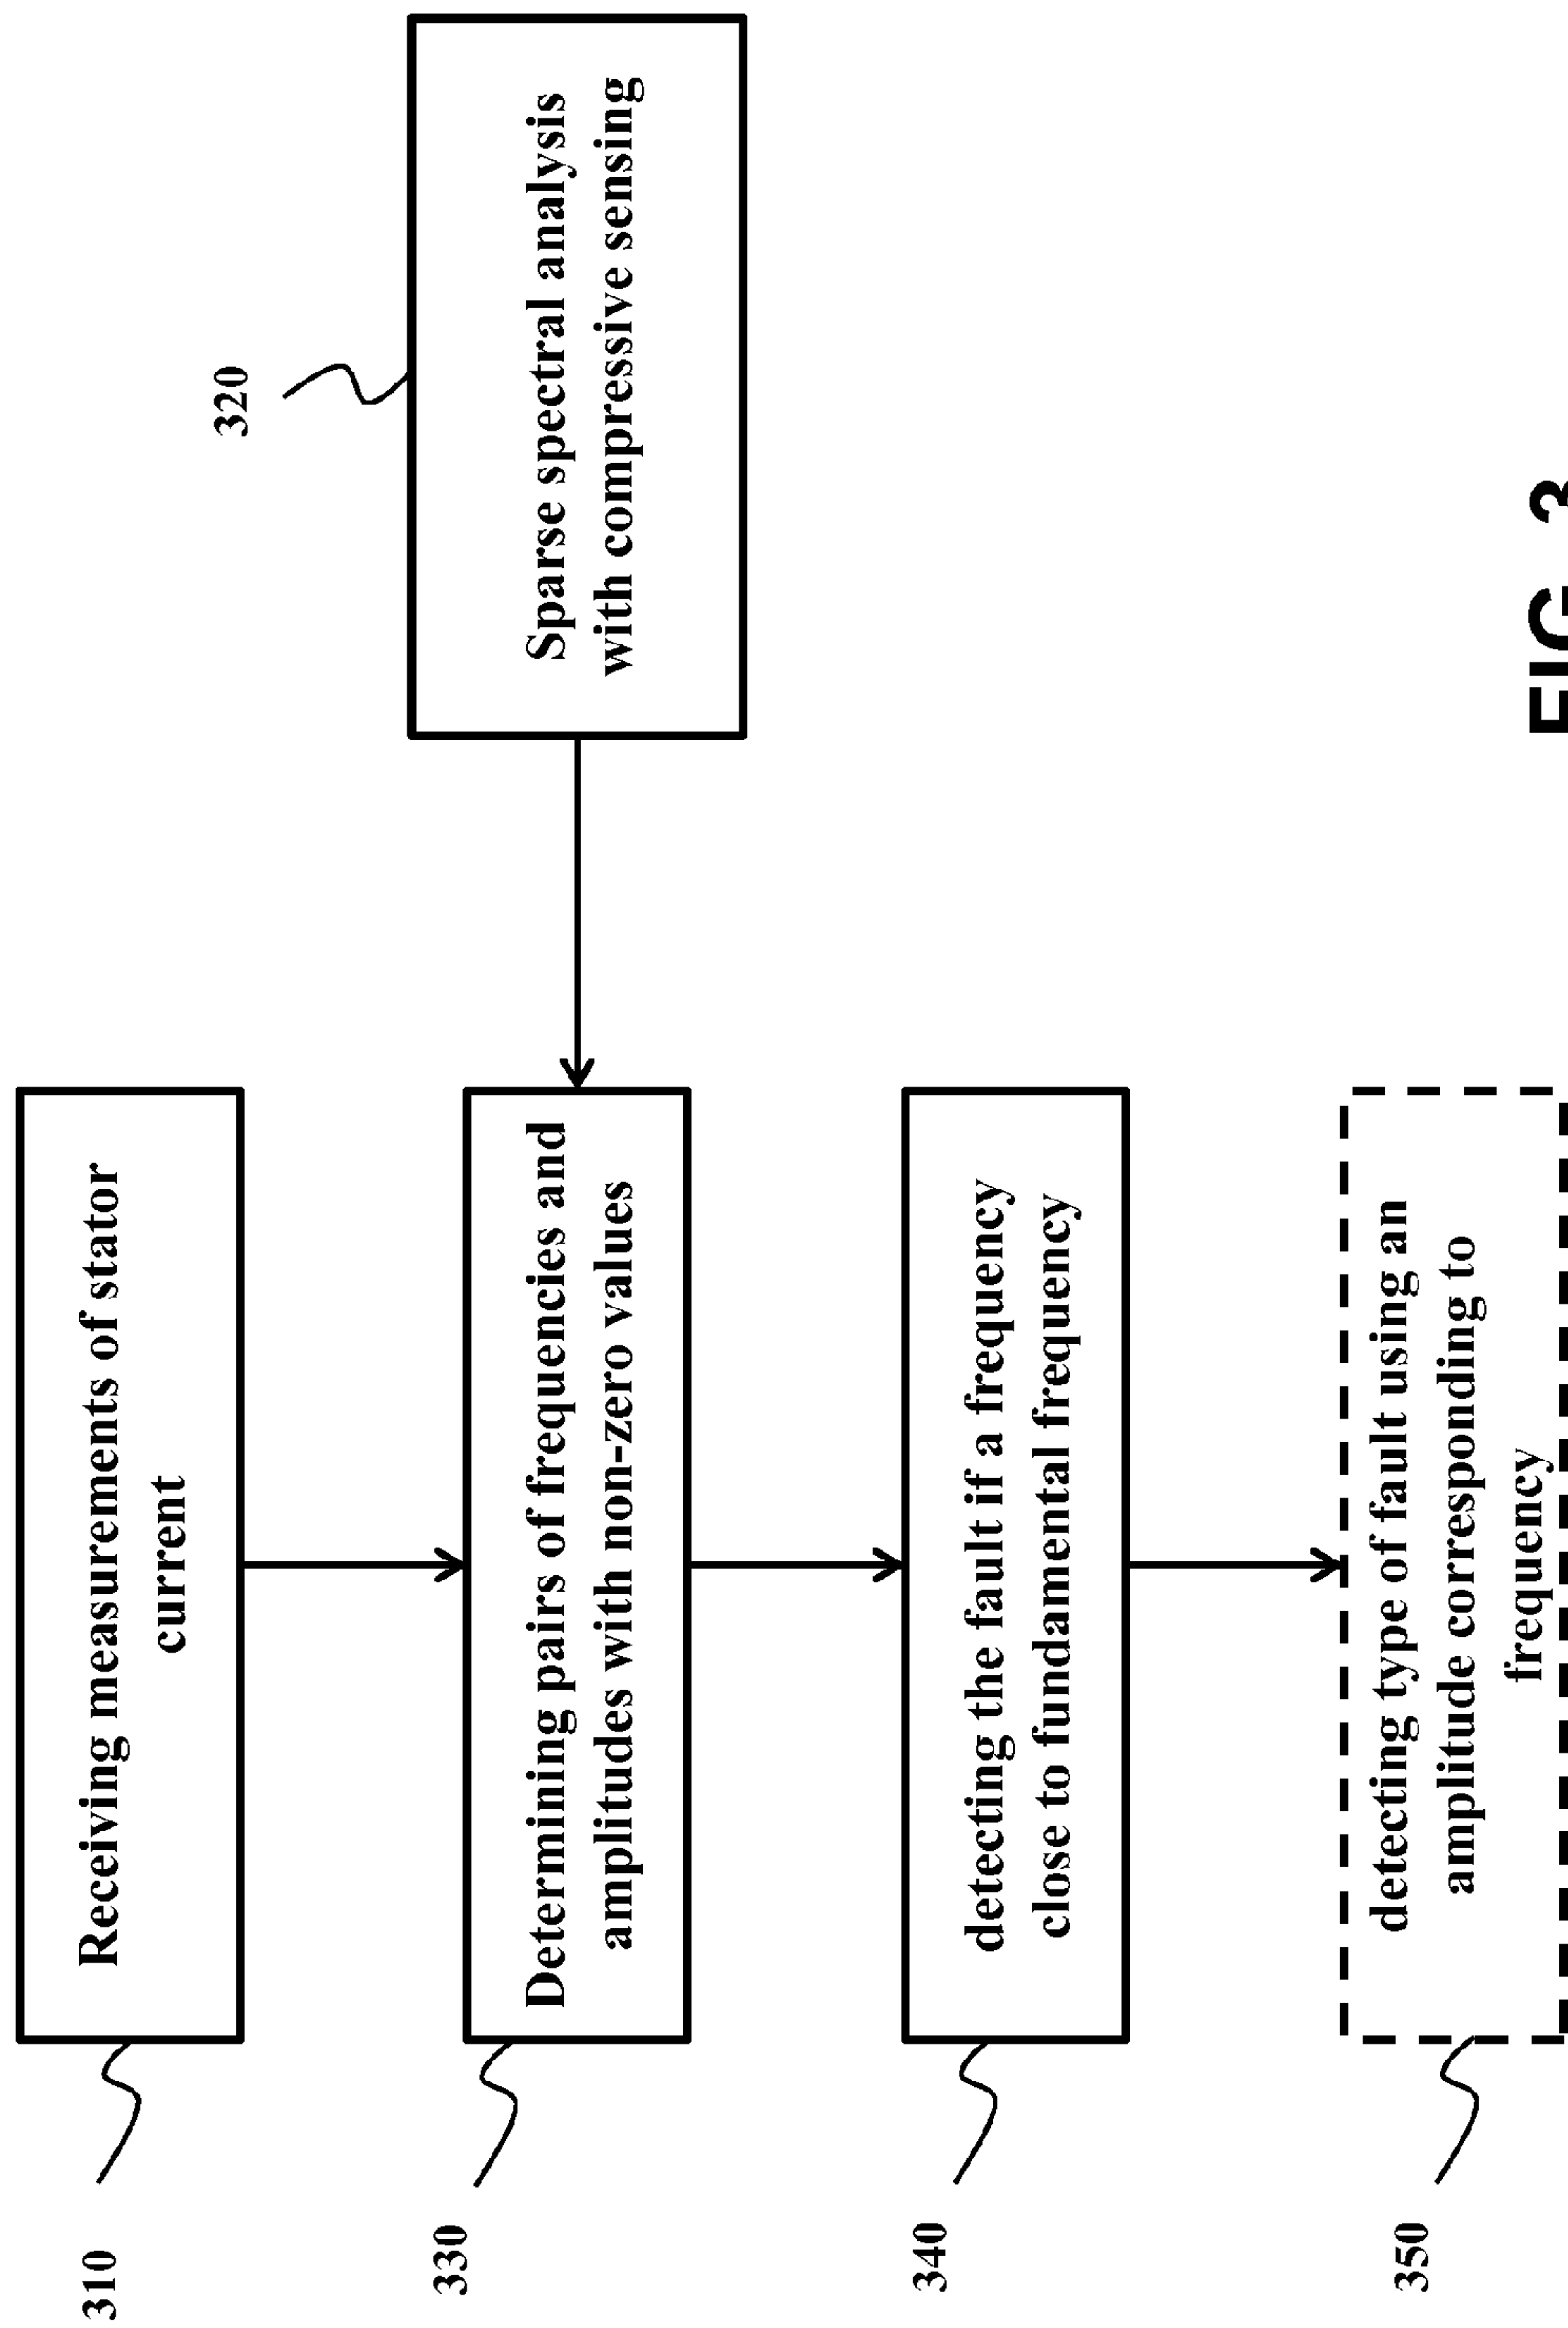 310
Receiving measurements of stator
current
320
Sparse spectral analysis
with compressive sensing
330
Determining pairs of frequencies and
amplitudes with non-zero values
340
detecting the fault if a frequency
close to fundamental frequency
350
detecting type of fault using an
amplitude corresponding to
frequency
FIG. 3